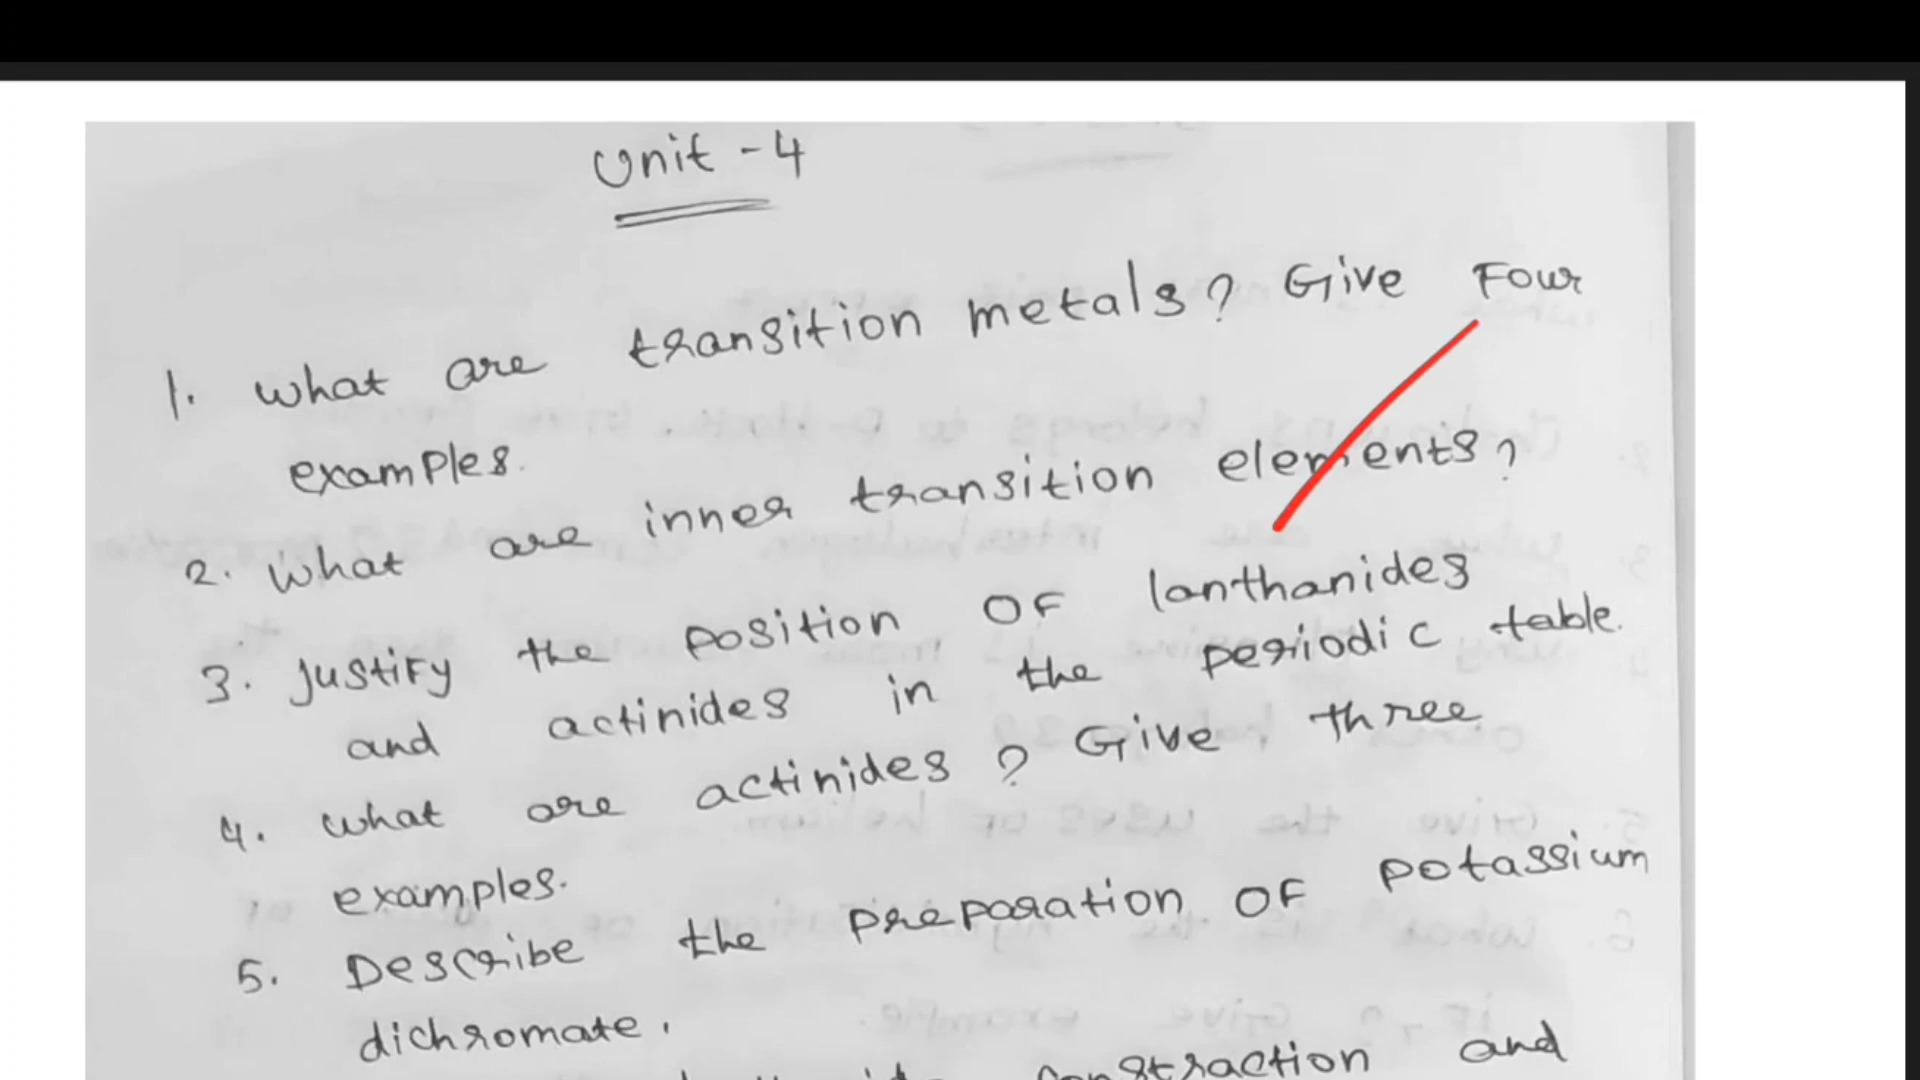 Unit - 4
1. What are transition metals? Give Four
examples.
2. What are inner transition elements?
3. Justify the position OF lanthanides
and actinides in the periodic table.
4. What are actinides? Give three
examples.
5. Describe the preparation OF potassium
dichromate.
and